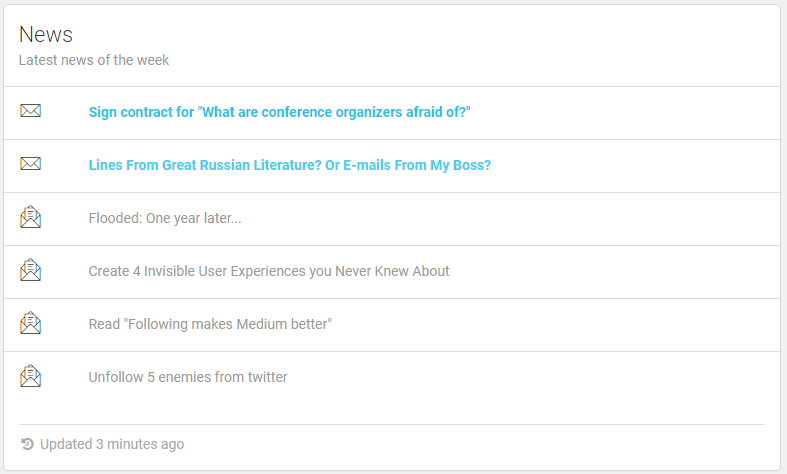 News
Latest news of the week
Sign contract for "What are conference organizers afraid of?"
Lines From Great Russian Literature? Or E-mails From My Boss?
Flooded: One year later...
Create 4 Invisible User Experiences you Never Knew About
Read "Following makes Medium better"
Unfollow 5 enemies from twitter
Updated 3 minutes ago